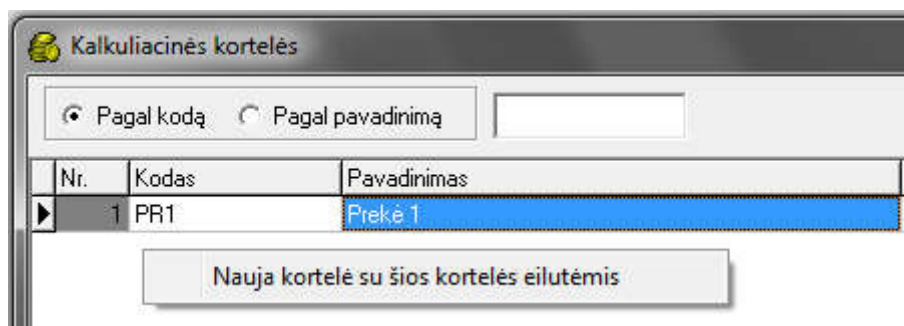 Kalkuliacinės kortelės
Pagal kodą Pagal pavadinimą
Nr. Kodas Pavadinimas
1 PR1 Prekė 1
Nauja kortelė su šios kortelės eilutėmis